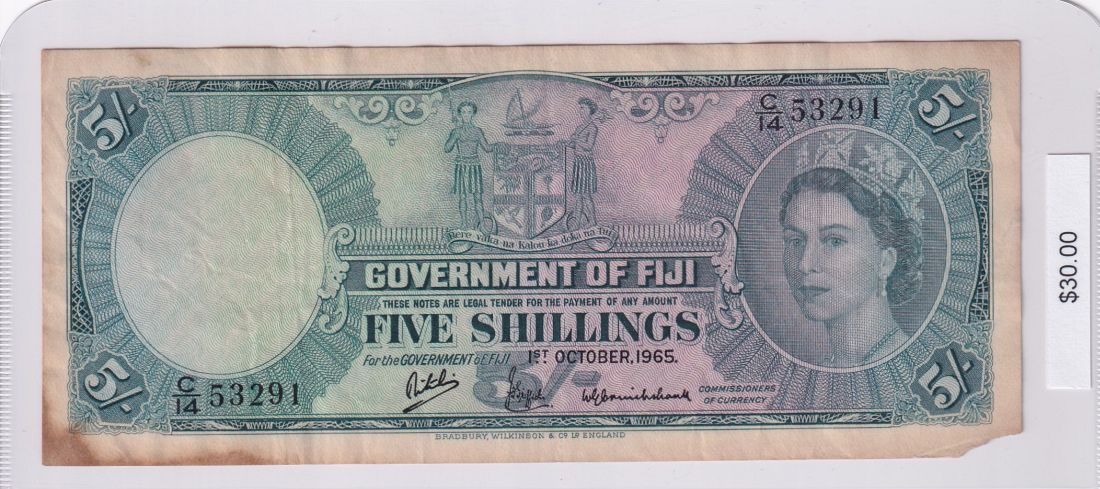 5/-
C/14 53291
5/-
Rere vaka na Kalou ka doka na Tui
GOVERNMENT OF FIJI
THESE NOTES ARE LEGAL TENDER FOR THE PAYMENT OF ANY AMOUNT
FIVE SHILLINGS
For the GOVERNMENT of FIJI 1ST OCTOBER, 1965.
5/-
C/14 53291
5/-
COMMISSIONERS
OF CURRENCY
5/-
BRADBURY, WILKINSON & CO. LD. ENGLAND
$30.00